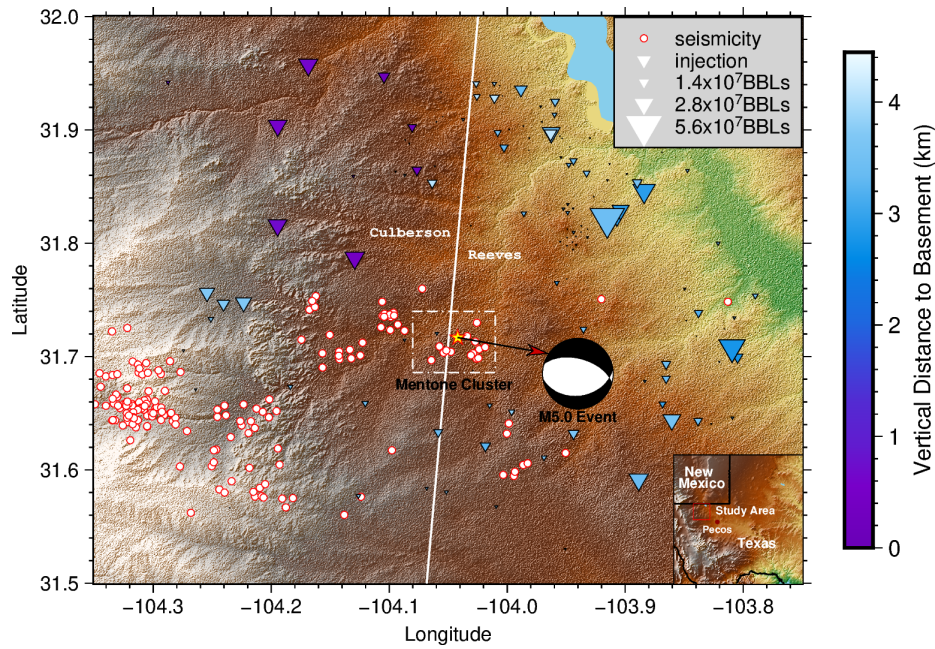 seismicity
injection
1.4x10⁷BBLs
2.8x10⁷BBLs
5.6x10⁷BBLs
32.0
31.9
31.8
31.7
31.6
31.5
Latitude
Culberson
Reeves
Mentone Cluster
M5.0 Event
New
Mexico
Study Area
Pecos
Texas
−104.3 −104.2 −104.1 −104.0 −103.9 −103.8
Longitude
4
3
2
1
0
Vertical Distance to Basement (km)